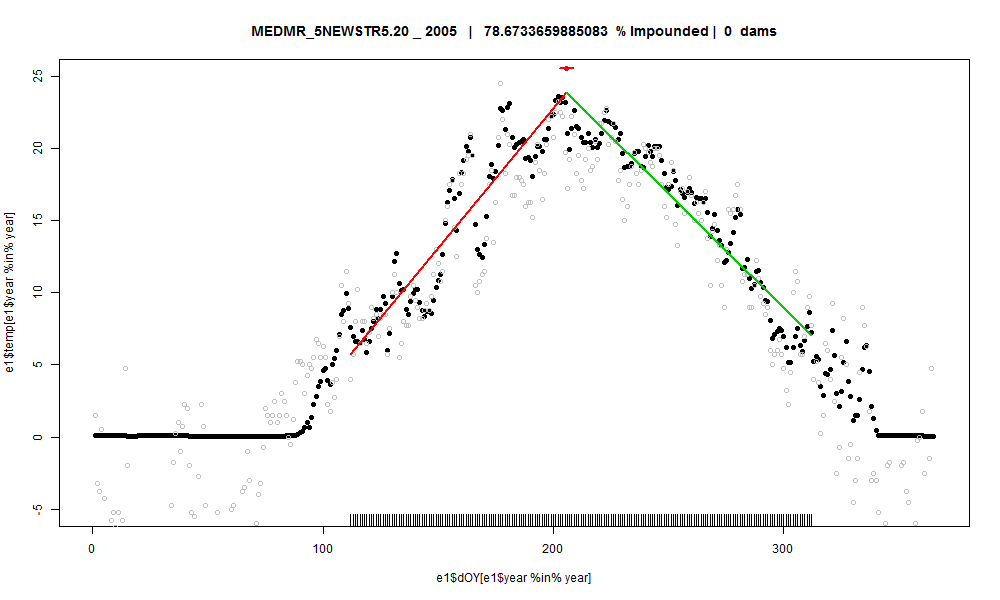 MEDMR_5NEWSTR5.20 _ 2005 | 78.6733659885083 % Impounded | 0 dams
25
20
15
10
5
0
-5
e1$temp[e1$year %in% year]
0 100 200 300
e1$dOY[e1$year %in% year]